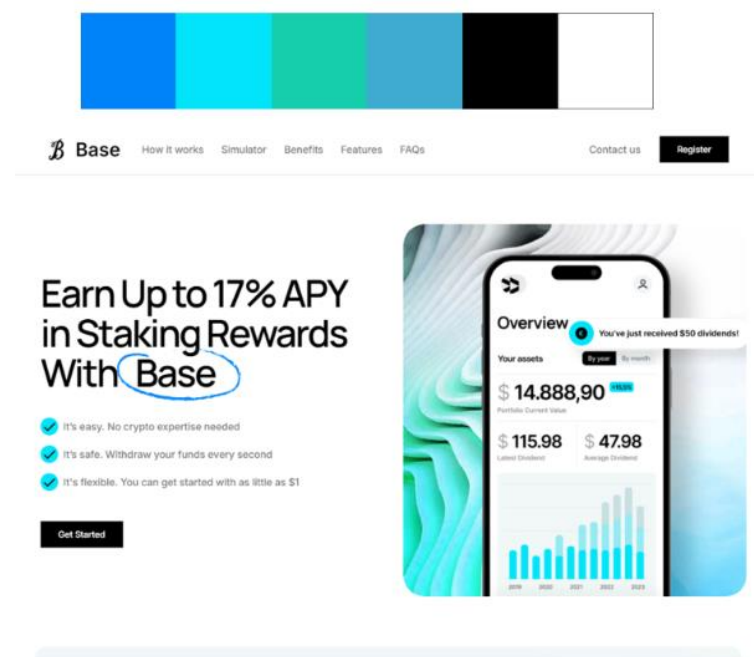 Base
How it works
Simulator
Benefits
Features
FAQs
Contact us
Register
Earn Up to 17% APY
in Staking Rewards
With Base
It's easy. No crypto expertise needed
It's safe. Withdraw your funds every second
It's flexible. You can get started with as little as $1
Get Started
Overview
You've just received $50 dividends!
Your assets
By year
By month
$ 14.888,90
Portfolio Current Value
$ 115.98
Latest Dividend
$ 47.98
Average Dividend
2019 2020 2021 2022 2023